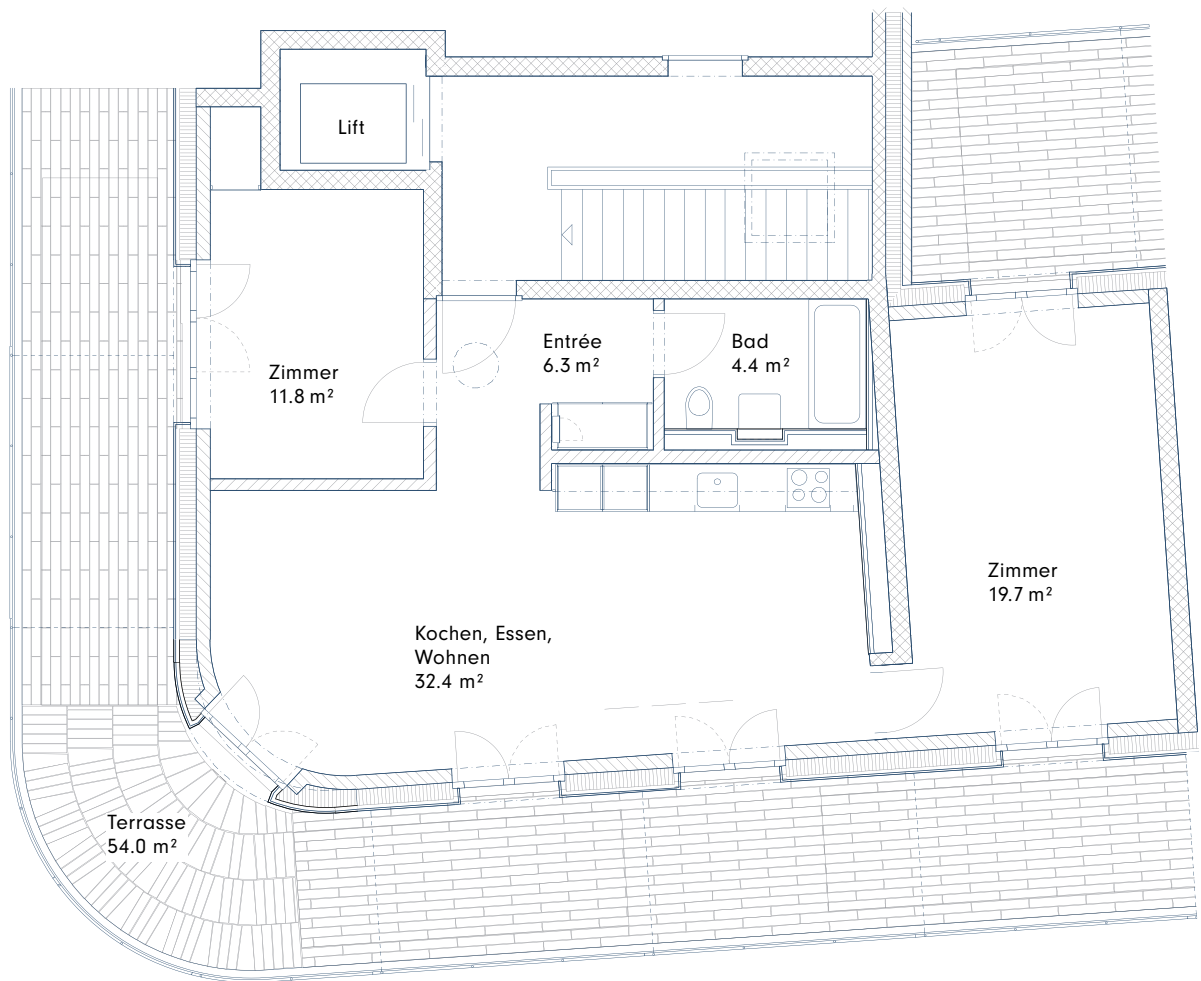 Lift
Entrée
6.3 m²
Bad
4.4 m²
Zimmer
11.8 m²
Zimmer
19.7 m²
Kochen, Essen,
Wohnen
32.4 m²
Terrasse
54.0 m²